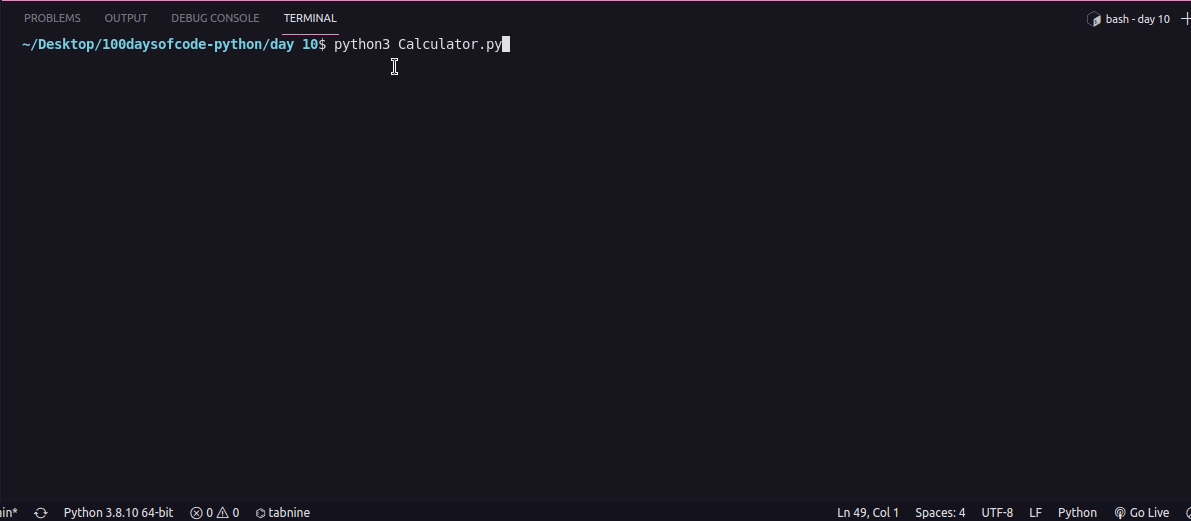 PROBLEMS OUTPUT DEBUG CONSOLE TERMINAL bash - day 10
~/Desktop/100daysofcode-python/day 10$ python3 Calculator.py
ain* Python 3.8.10 64-bit 0 0 tabnine Ln 49, Col 1 Spaces: 4 UTF-8 LF Python Go Live